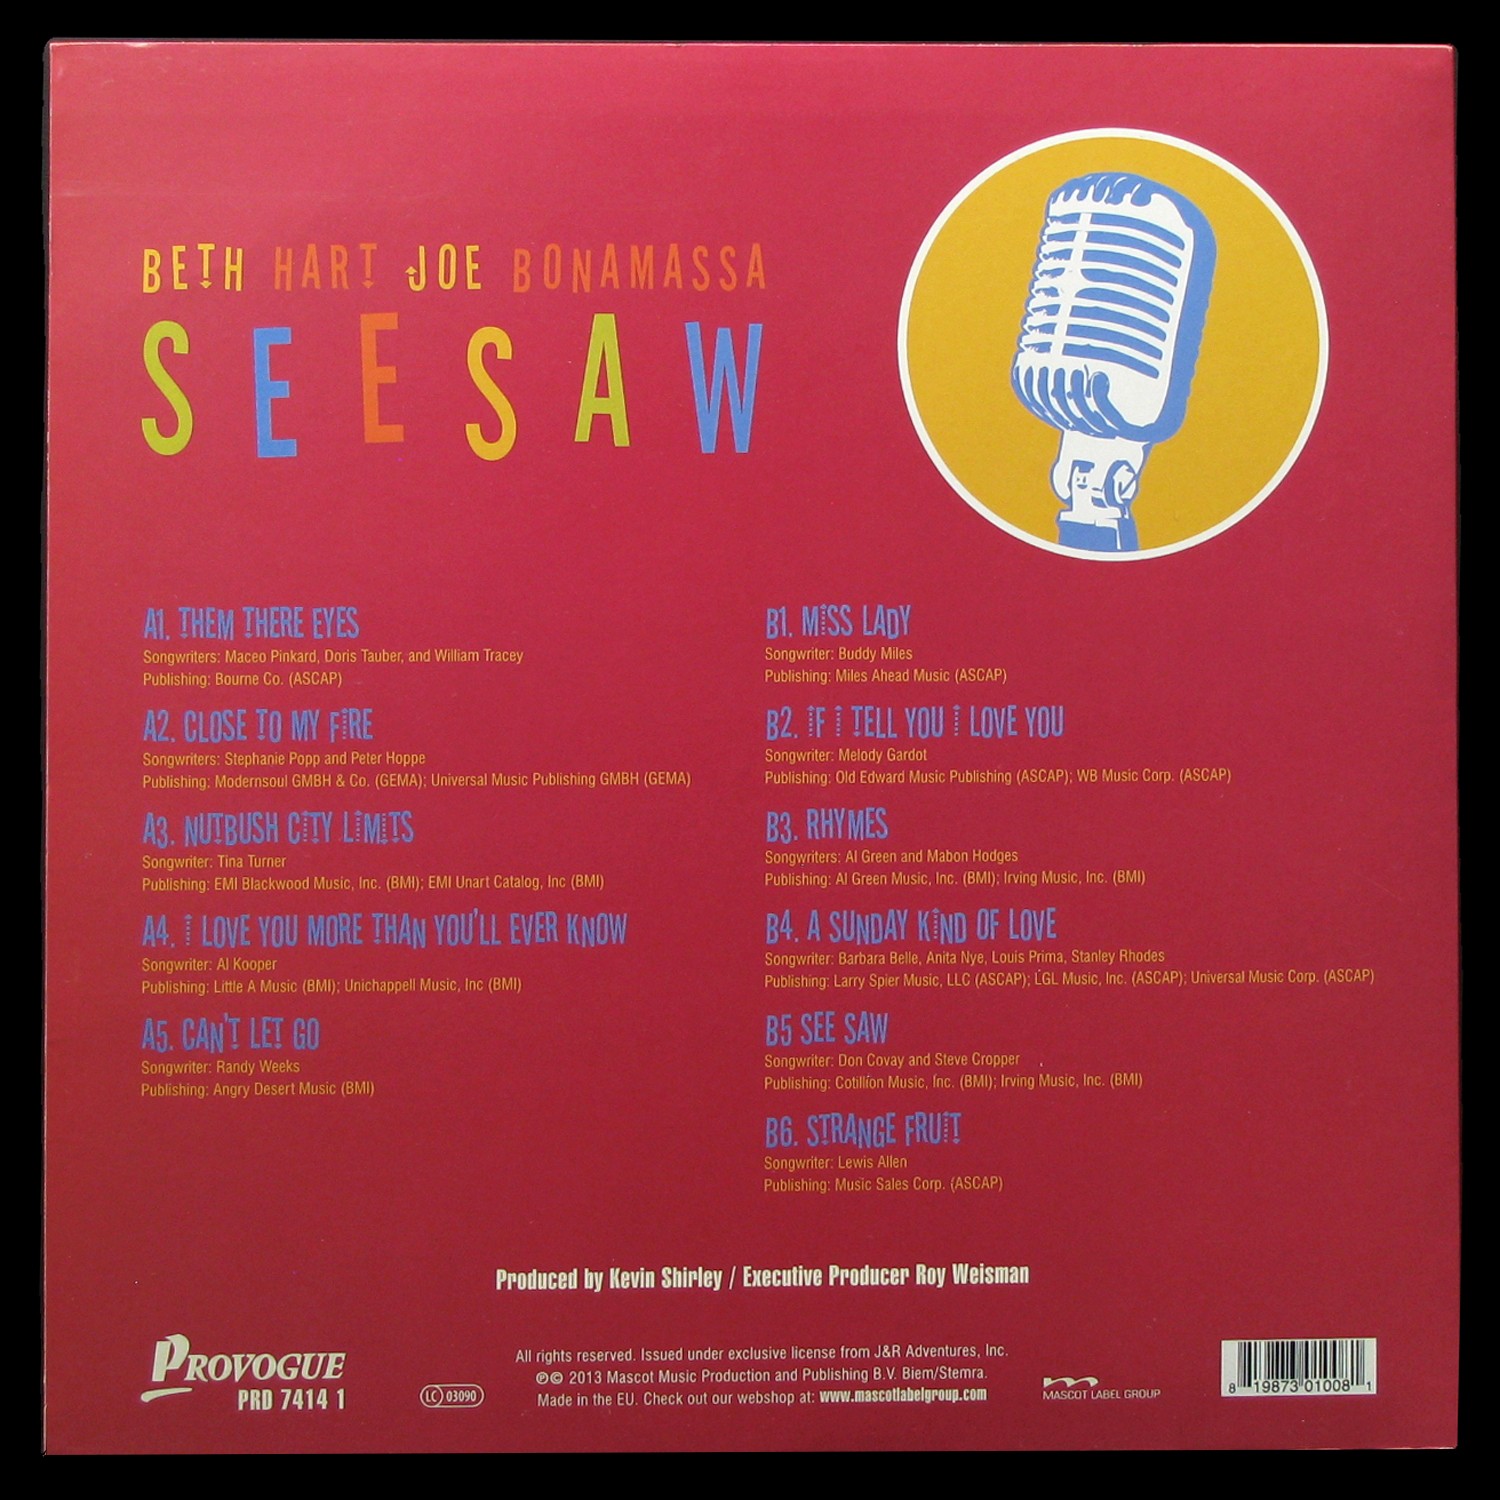 BETH HART JOE BONAMASSA
SEESAW
A1. THEM THERE EYES
Songwriters: Maceo Pinkard, Doris Tauber, and William Tracey
Publishing: Bourne Co. (ASCAP)
A2. CLOSE TO MY FIRE
Songwriters: Stephanie Popp and Peter Hoppe
Publishing: Modernsoul GMBH & Co. (GEMA); Universal Music Publishing GMBH (GEMA)
A3. NUTBUSH CITY LIMITS
Songwriter: Tina Turner
Publishing: EMI Blackwood Music, Inc. (BMI); EMI Unart Catalog, Inc (BMI)
A4. I LOVE YOU MORE THAN YOU'LL EVER KNOW
Songwriter: Al Kooper
Publishing: Little A Music (BMI); Unichappell Music, Inc (BMI)
A5. CAN'T LET GO
Songwriter: Randy Weeks
Publishing: Angry Desert Music (BMI)
B1. MISS LADY
Songwriter: Buddy Miles
Publishing: Miles Ahead Music (ASCAP)
B2. IF I TELL YOU I LOVE YOU
Songwriter: Melody Gardot
Publishing: Old Edward Music Publishing (ASCAP); WB Music Corp. (ASCAP)
B3. RHYMES
Songwriters: Al Green and Mabon Hodges
Publishing: Al Green Music, Inc. (BMI); Irving Music, Inc. (BMI)
B4. A SUNDAY KIND OF LOVE
Songwriter: Barbara Belle, Anita Nye, Louis Prima, Stanley Rhodes
Publishing: Larry Spier Music, LLC (ASCAP); LGL Music, Inc. (ASCAP); Universal Music Corp. (ASCAP)
B5 SEE SAW
Songwriter: Don Covay and Steve Cropper
Publishing: Cotillion Music, Inc. (BMI); Irving Music, Inc. (BMI)
B6. STRANGE FRUIT
Songwriter: Lewis Allen
Publishing: Music Sales Corp. (ASCAP)
Produced by Kevin Shirley / Executive Producer Roy Weisman
PROVOGUE
PRD 7414 1
LC 03090
All rights reserved. Issued under exclusive license from J&R Adventures, Inc.
℗© 2013 Mascot Music Production and Publishing B.V. Biem/Stemra.
Made in the EU. Check out our webshop at: www.mascotlabelgroup.com
MASCOT LABEL GROUP
8 19873 01008 1